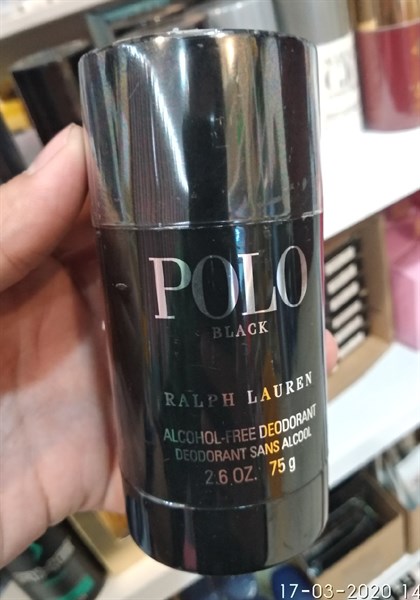 POLO
BLACK
RALPH LAUREN
ALCOHOL-FREE DEODORANT
DEODORANT SANS ALCOOL
2.6 OZ. 75 g
17-03-2020 14